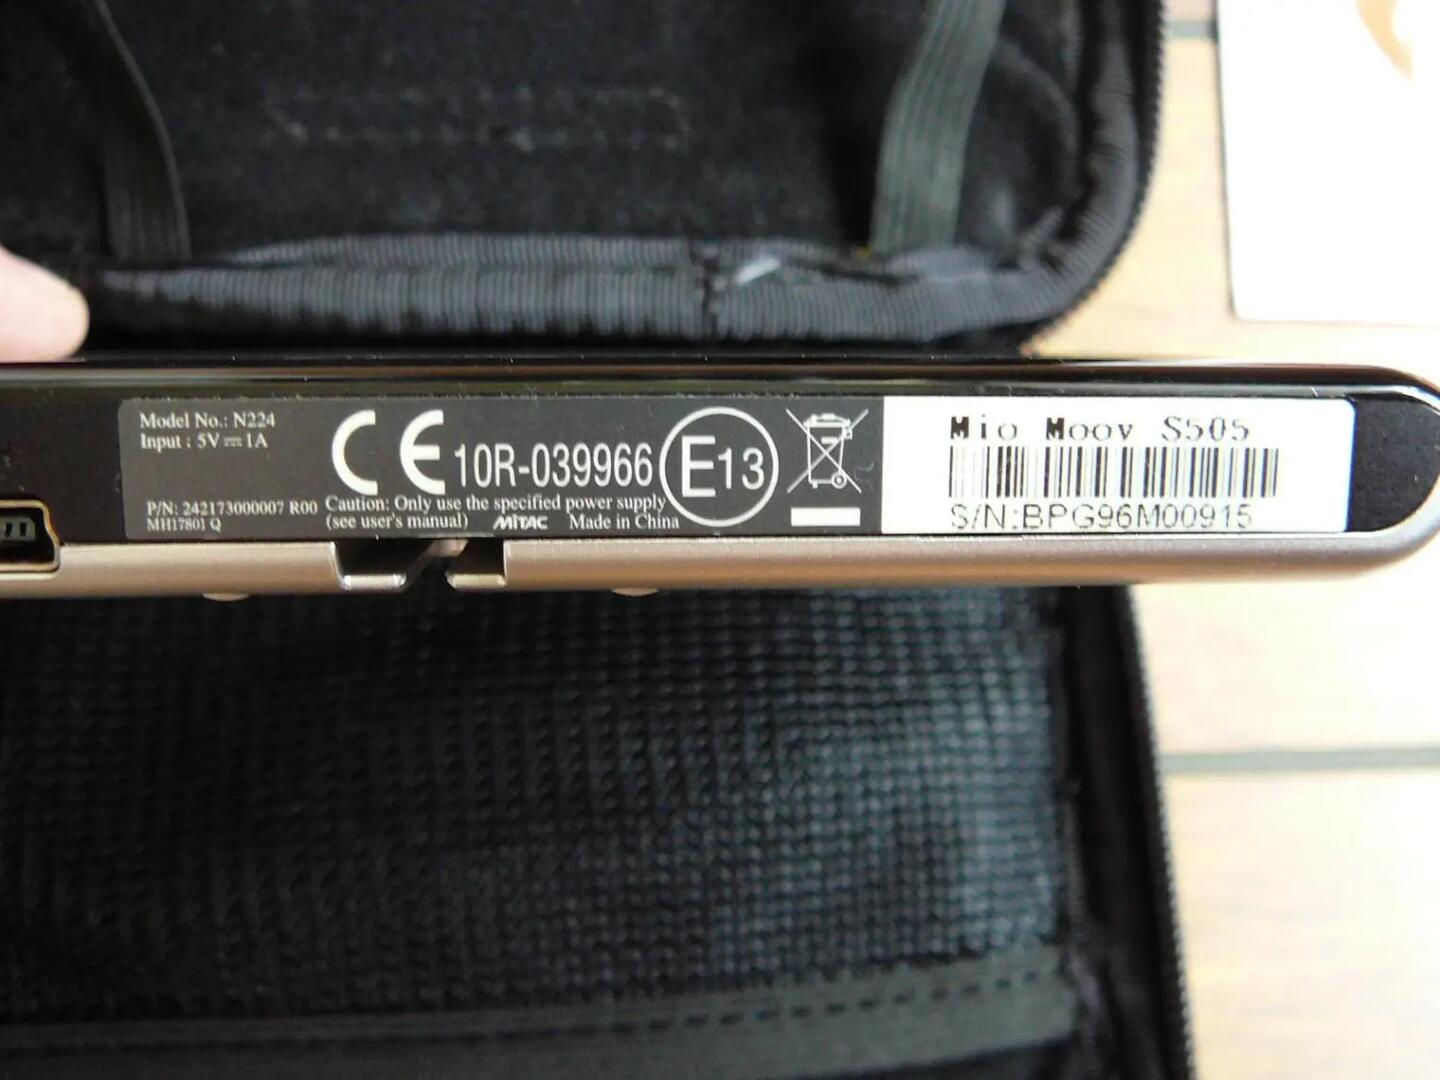 Model No.: N224
Input : 5V⎓1A
P/N: 242173000007 R00
MH17801 Q
CE 10R-039966 E13
Caution: Only use the specified power supply
(see user's manual) MiTAC Made in China
Mio Moov S505
S/N:BPG96M00915